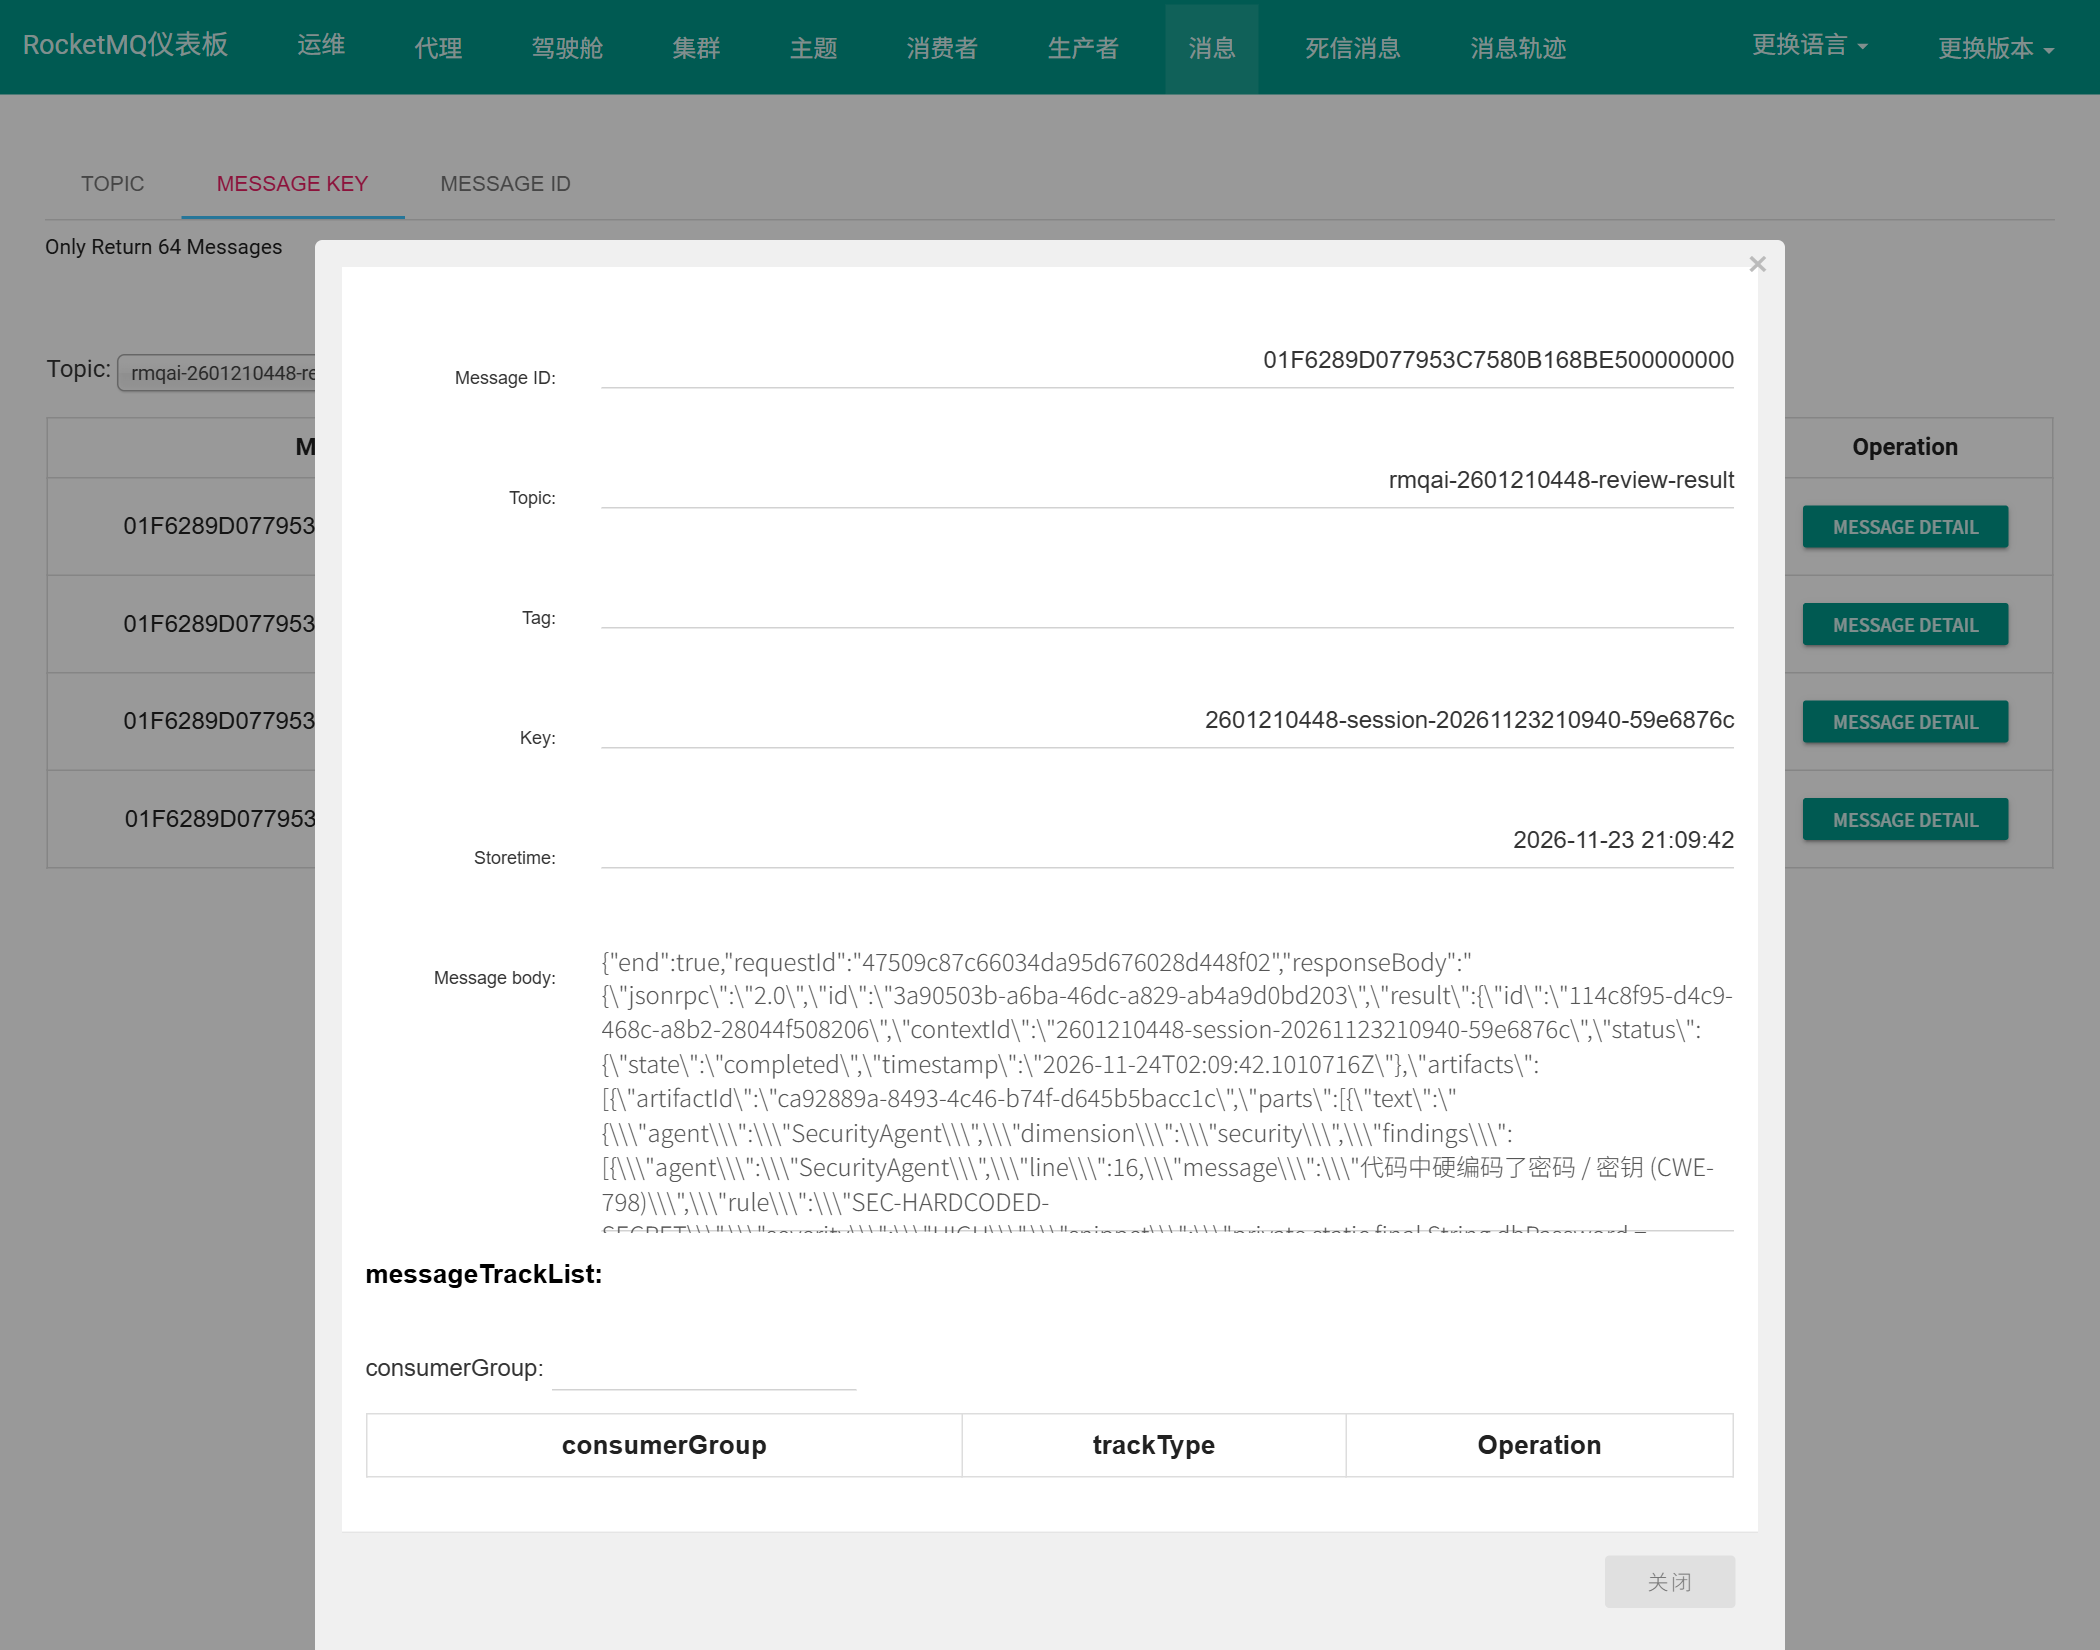 RocketMQ仪表板 运维 代理 驾驶舱 集群 主题 消费者 生产者 消息 死信消息 消息轨迹 更换语言 更换版本
TOPIC MESSAGE KEY MESSAGE ID
Only Return 64 Messages
×
Topic: rmqai-2601210448-re
M Operation
01F6289D077953 MESSAGE DETAIL
01F6289D077953 MESSAGE DETAIL
01F6289D077953 MESSAGE DETAIL
01F6289D077953 MESSAGE DETAIL
Message ID: 01F6289D077953C7580B168BE500000000
Topic: rmqai-2601210448-review-result
Tag:
Key: 2601210448-session-20261123210940-59e6876c
Storetime: 2026-11-23 21:09:42
Message body: {"end":true,"requestId":"47509c87c66034da95d676028d448f02","responseBody":"
{\"jsonrpc\":\"2.0\",\"id\":\"3a90503b-a6ba-46dc-a829-ab4a9d0bd203\",\"result\":{\"id\":\"114c8f95-d4c9-
468c-a8b2-28044f508206\",\"contextId\":\"2601210448-session-20261123210940-59e6876c\",\"status\":
{\"state\":\"completed\",\"timestamp\":\"2026-11-24T02:09:42.1010716Z\"},\"artifacts\":
[{\"artifactId\":\"ca92889a-8493-4c46-b74f-d645b5bacc1c\",\"parts\":[{\"text\":\"
{\\\"agent\\\":\\\"SecurityAgent\\\",\\\"dimension\\\":\\\"security\\\",\\\"findings\\\":
[{\\\"agent\\\":\\\"SecurityAgent\\\",\\\"line\\\":16,\\\"message\\\":\\\"代码中硬编码了密码 / 密钥 (CWE-
798)\\\",\\\"rule\\\":\\\"SEC-HARDCODED-
SECRET\\\",\\\"severity\\\":\\\"HIGH\\\",\\\"snippet\\\":\\\"private static final String dbPassword =
messageTrackList:
consumerGroup:
consumerGroup trackType Operation
关闭